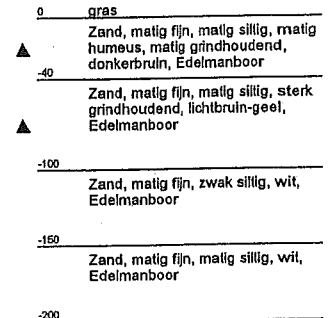 0 gras
Zand, matig fijn, matig siltig, matig
humeus, matig grindhoudend,
donkerbruin, Edelmanboor
-40
Zand, matig fijn, matig siltig, sterk
grindhoudend, lichtbruin-geel,
Edelmanboor
-100
Zand, matig fijn, zwak siltig, wit,
Edelmanboor
-150
Zand, matig fijn, matig siltig, wit,
Edelmanboor
-200